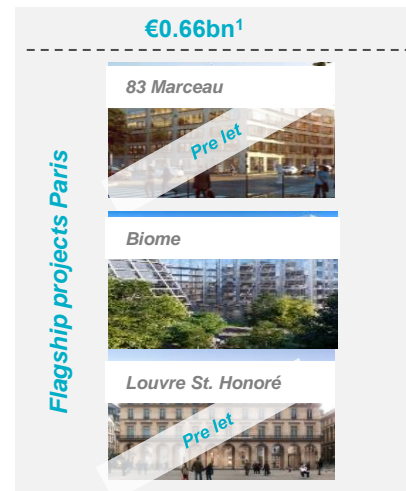 €0.66bn¹
Flagship projects Paris
83 Marceau
Pre let
Biome
Louvre St. Honoré
Pre let